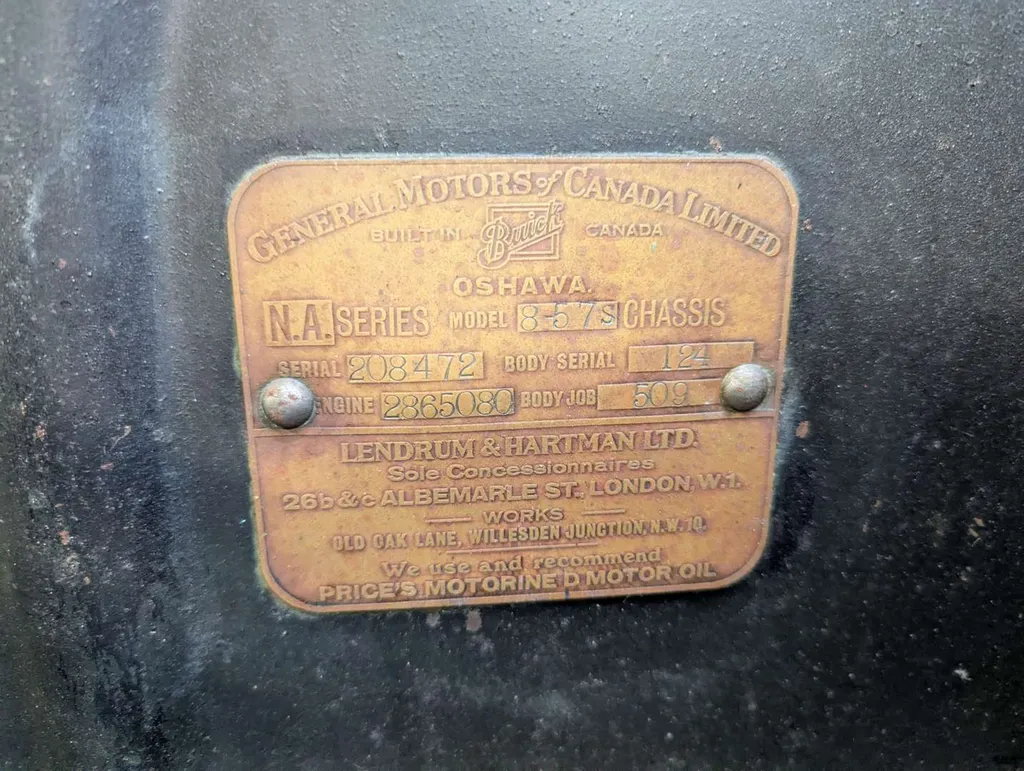 GENERAL MOTORS of CANADA LIMITED
BUILT IN Buick CANADA
OSHAWA.
N.A. SERIES MODEL 8-57S CHASSIS
SERIAL 208472 BODY SERIAL 124
ENGINE 2865080 BODY JOB 509
LENDRUM & HARTMAN LTD.
Sole Concessionnaires
26b & c ALBEMARLE ST., LONDON, W.1.
WORKS
OLD OAK LANE, WILLESDEN JUNCTION, N.W.10.
We use and recommend
PRICE'S MOTORINE D MOTOR OIL